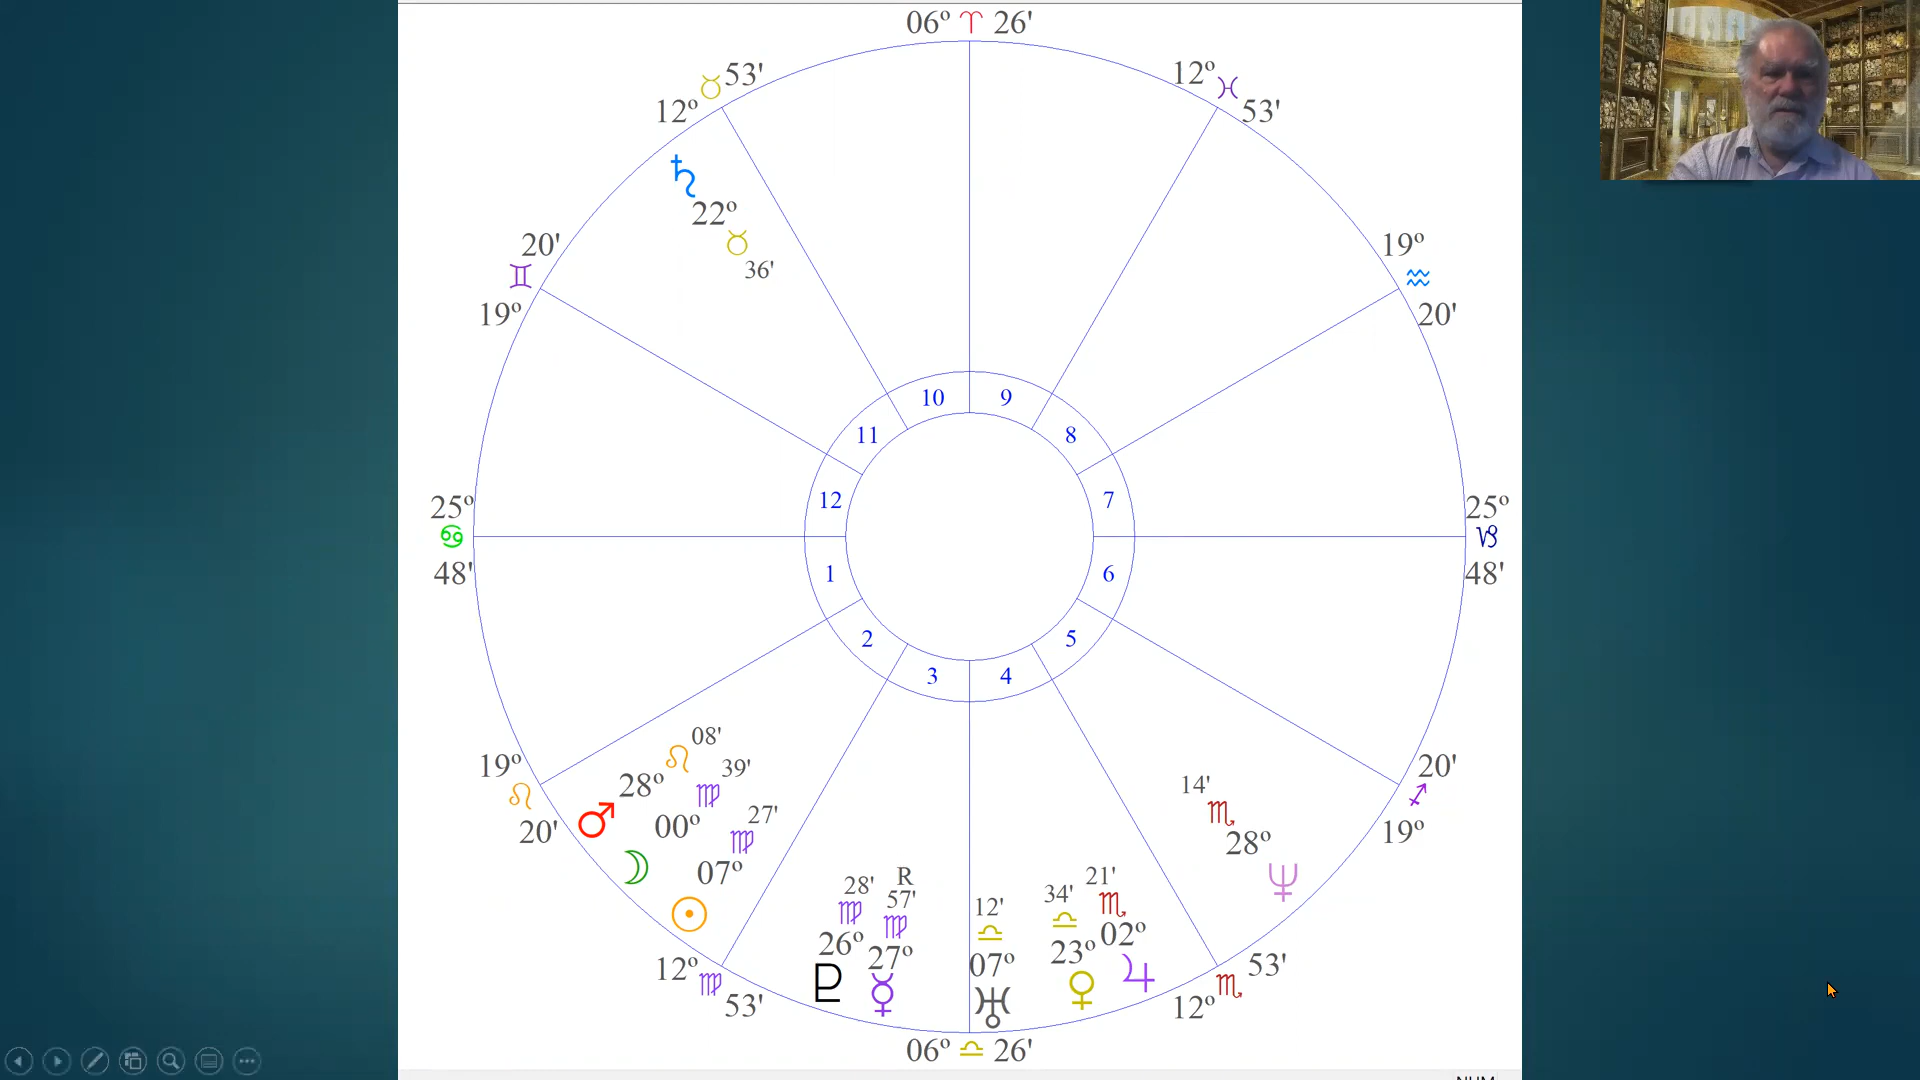 06° ♈ 26'
12° ♉ 53'
12° ♓ 53'
♄ 22° ♉ 36'
20' ♊ 19°
19° ♒ 20'
10 9
11 8
12 7
25° ♋ 48'
25° ♑ 48'
1 6
2 5
3 4
19° ♌ 20'
♂ 28° ♌ 08'
☽ 00° ♍ 39'
☉ 07° ♍ 27'
20' ♐ 19°
♆ 28° ♏ 14'
12° ♍ 53'
♇ 26° ♍ 28'
☿ 27° ♍ 57' R
♅ 07° ♎ 12'
♀ 23° ♎ 34'
♃ 02° ♏ 21'
53' ♏ 12°
06° ♎ 26'